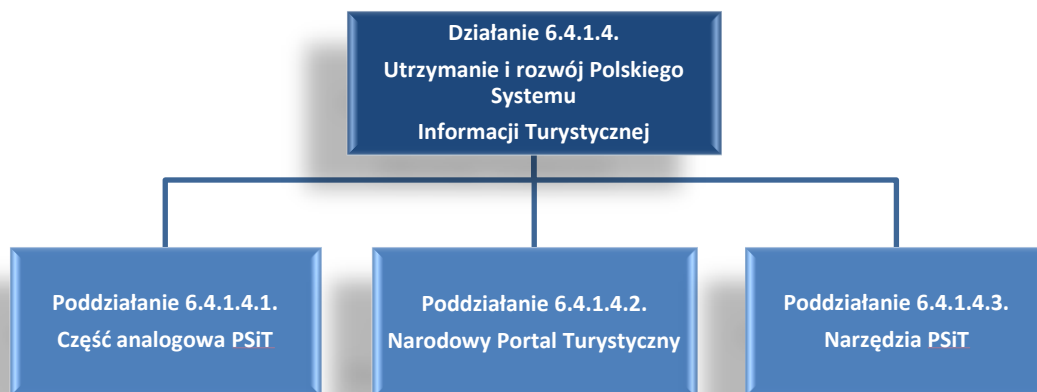 Działanie 6.4.1.4.
Utrzymanie i rozwój Polskiego
Systemu
Informacji Turystycznej
Poddziałanie 6.4.1.4.1.
Część analogowa PSiT
Poddziałanie 6.4.1.4.2.
Narodowy Portal Turystyczny
Poddziałanie 6.4.1.4.3.
Narzędzia PSiT